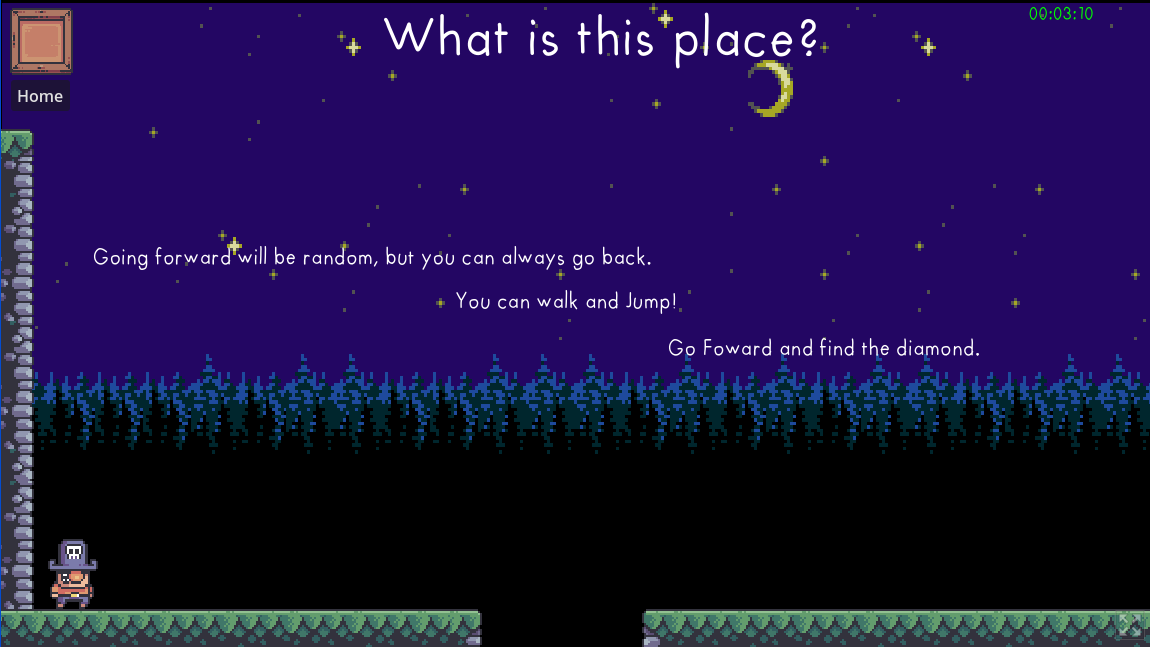 What is this place?
00:03:10
Home
Going forward will be random, but you can always go back.
You can walk and Jump!
Go Foward and find the diamond.